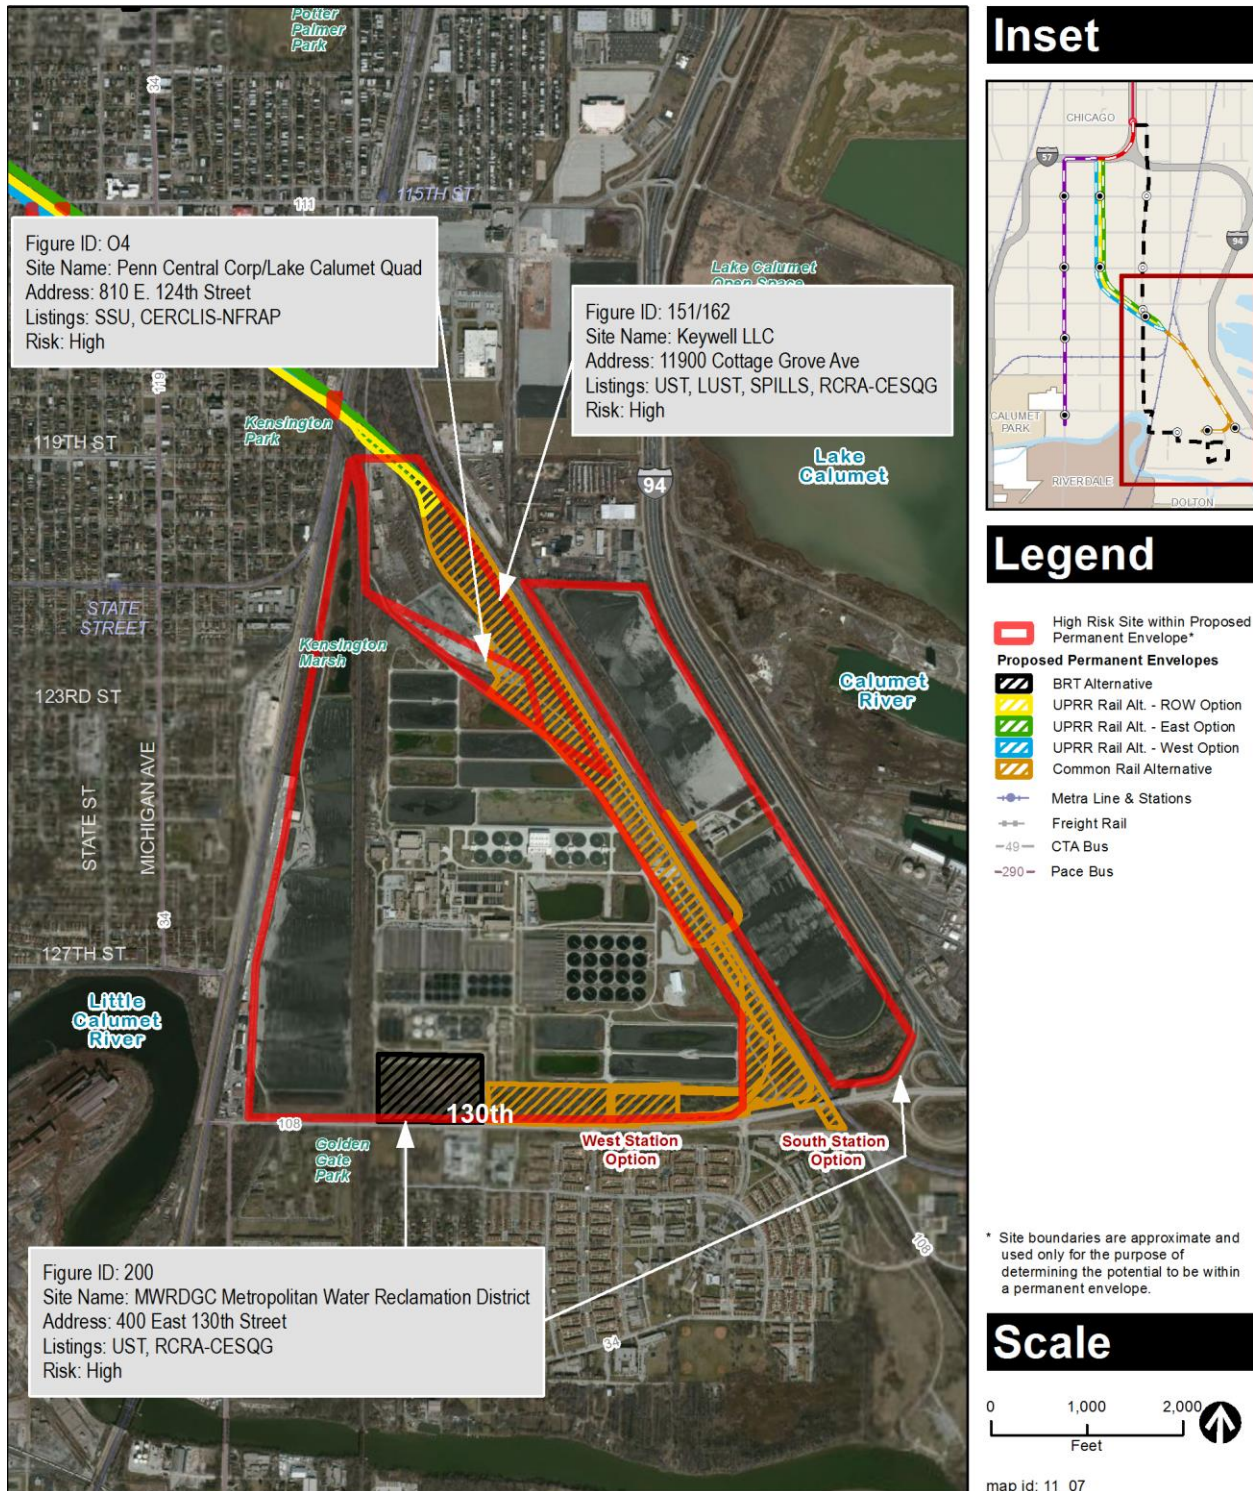 Potter
Palmer
Park
34
115TH ST.
111
Figure ID: O4
Site Name: Penn Central Corp/Lake Calumet Quad
Address: 810 E. 124th Street
Listings: SSU, CERCLIS-NFRAP
Risk: High
Lake Calumet
Open Space
Figure ID: 151/162
Site Name: Keywell LLC
Address: 11900 Cottage Grove Ave
Listings: UST, LUST, SPILLS, RCRA-CESQG
Risk: High
119
Kensington
Park
119TH ST
Lake
Calumet
94
STATE
STREET
Kensington
Marsh
Calumet
River
123RD ST
STATE ST
MICHIGAN AVE
34
127TH ST
Little
Calumet
River
108
130th
Golden
Gate
Park
West Station
Option
South Station
Option
108
Figure ID: 200
Site Name: MWRDGC Metropolitan Water Reclamation District
Address: 400 East 130th Street
Listings: UST, RCRA-CESQG
Risk: High
34
Inset
CHICAGO
57
94
CALUMET
PARK
RIVERDALE
DOLTON
Legend
High Risk Site within Proposed
Permanent Envelope*
Proposed Permanent Envelopes
BRT Alternative
UPRR Rail Alt. - ROW Option
UPRR Rail Alt. - East Option
UPRR Rail Alt. - West Option
Common Rail Alternative
Metra Line & Stations
Freight Rail
-49- CTA Bus
-290- Pace Bus
* Site boundaries are approximate and
used only for the purpose of
determining the potential to be within
a permanent envelope.
Scale
0 1,000 2,000
Feet
map id: 11_07